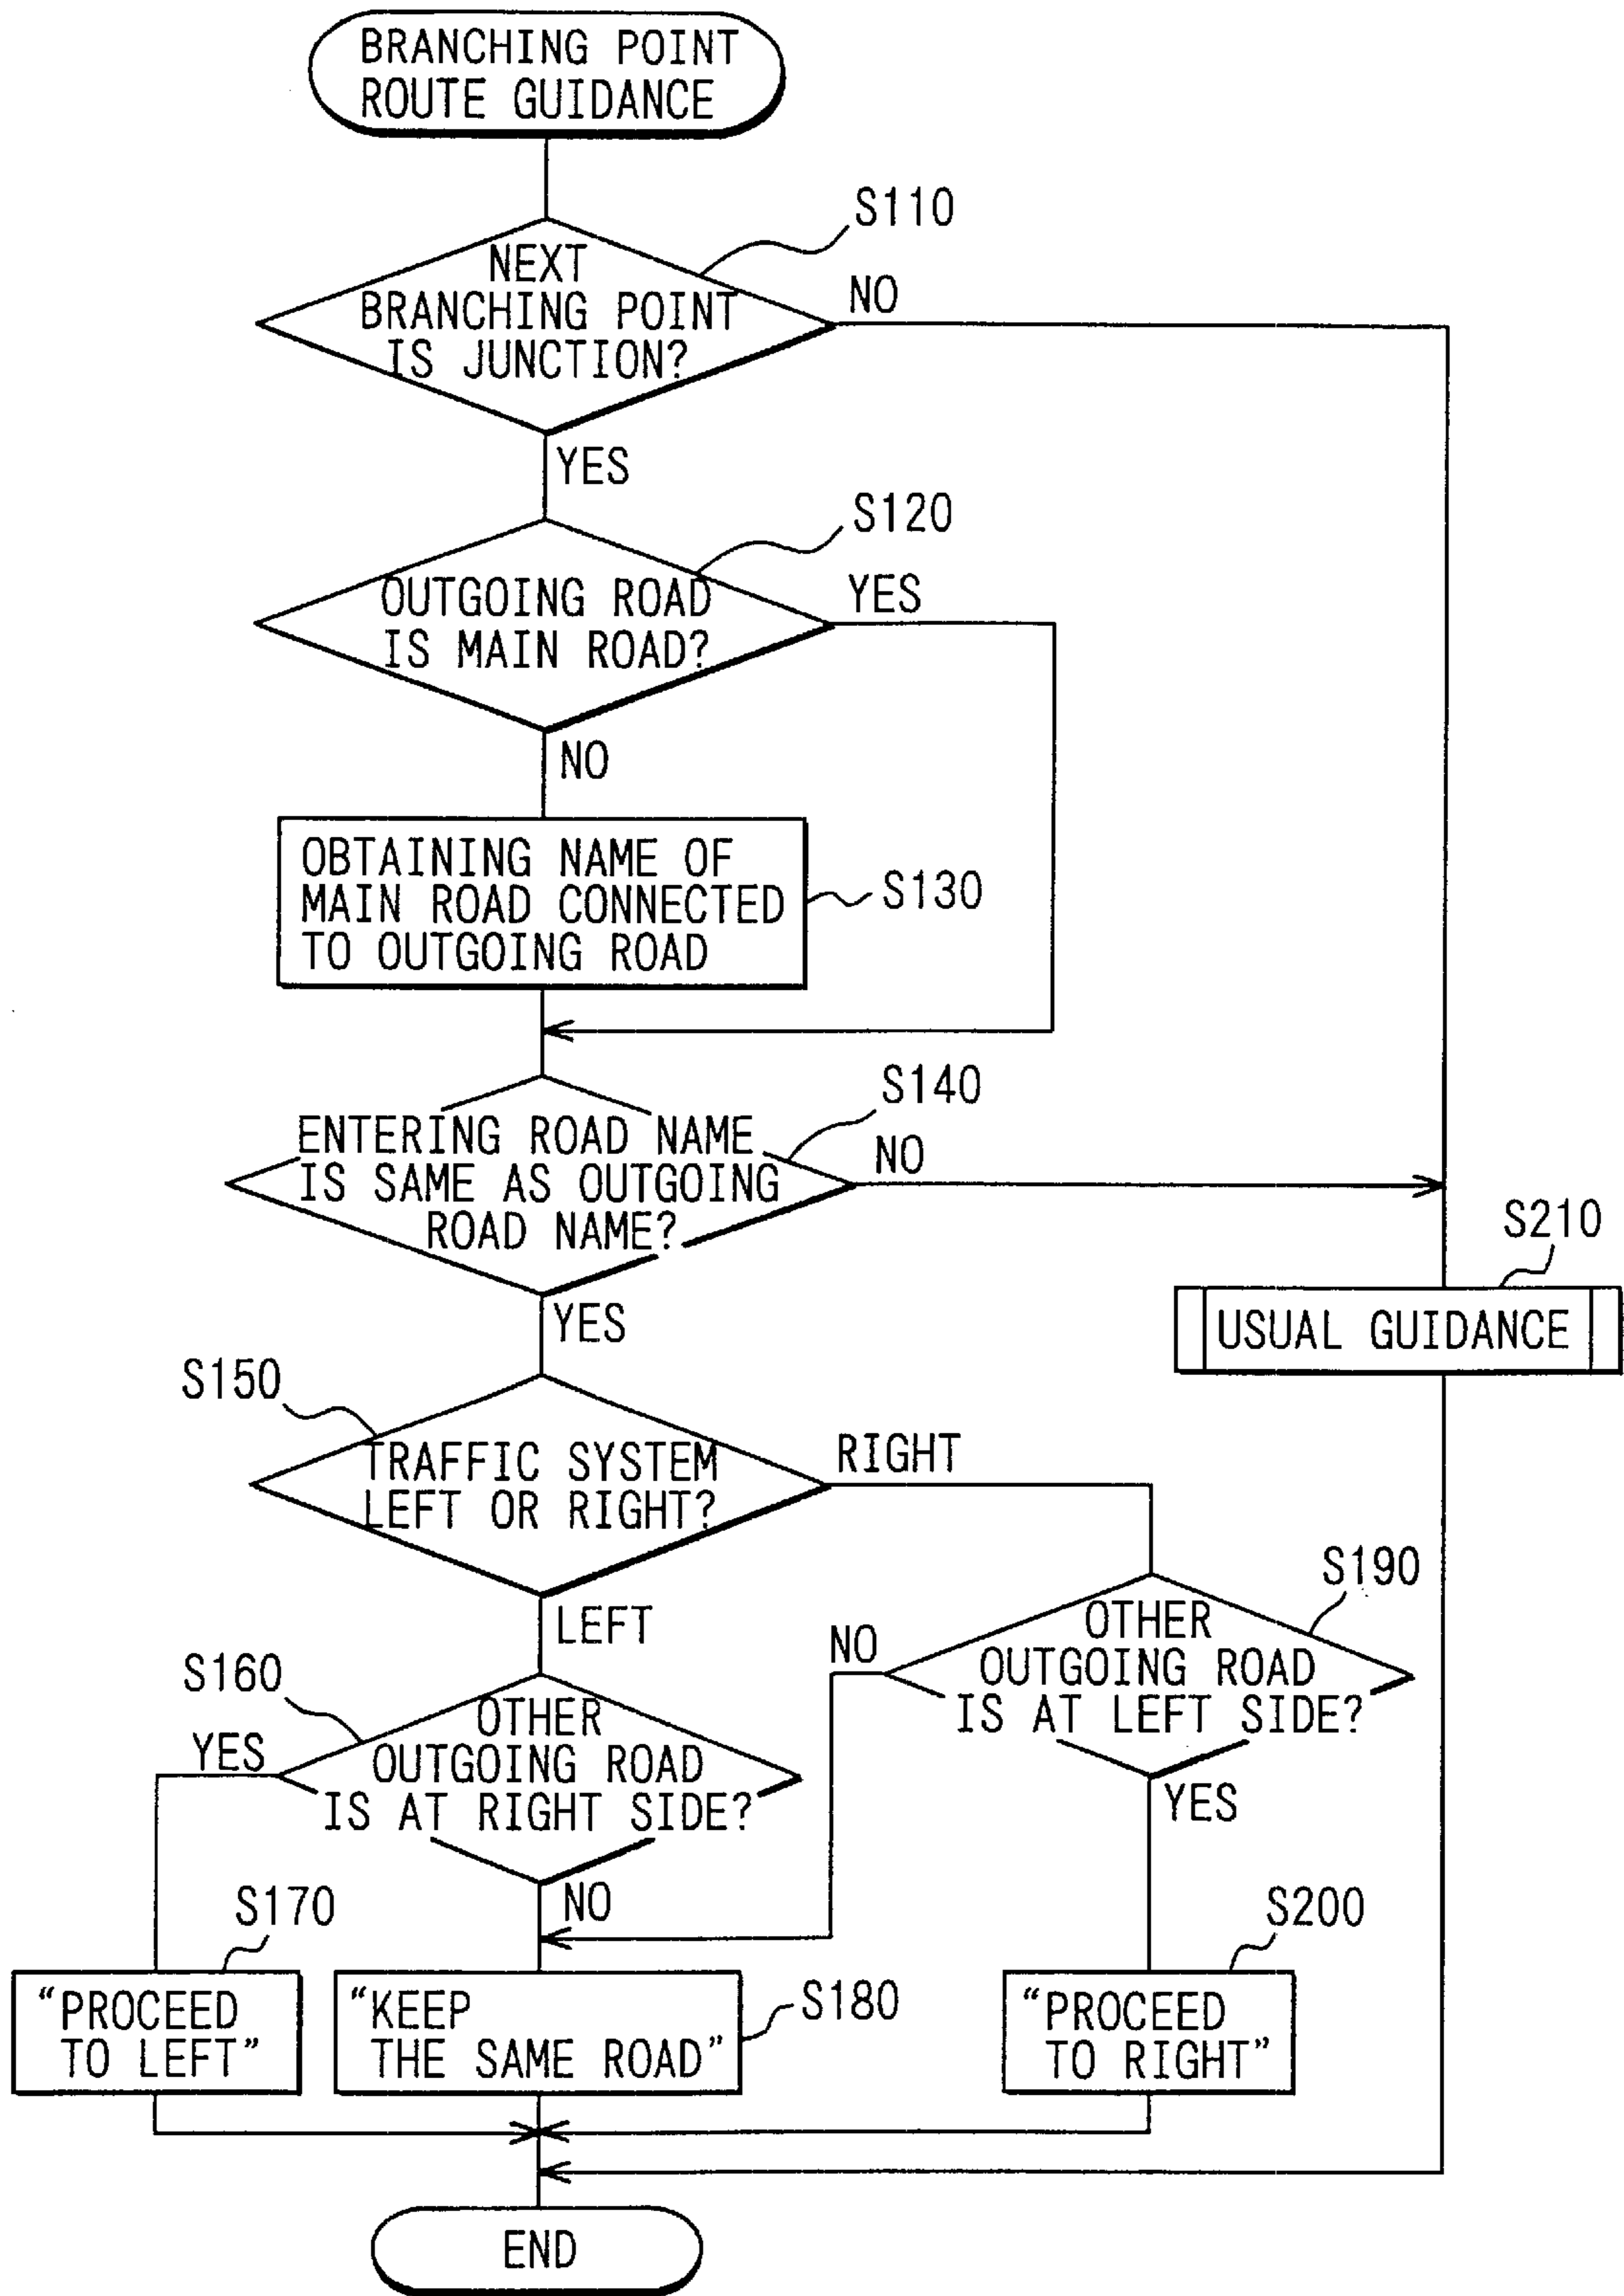 BRANCHING POINT
ROUTE GUIDANCE
S110
NEXT
BRANCHING POINT
IS JUNCTION?
NO
YES
S120
OUTGOING ROAD
IS MAIN ROAD?
YES
NO
OBTAINING NAME OF
MAIN ROAD CONNECTED
TO OUTGOING ROAD
S130
S140
ENTERING ROAD NAME
IS SAME AS OUTGOING
ROAD NAME?
NO
YES
S210
USUAL GUIDANCE
S150
TRAFFIC SYSTEM
LEFT OR RIGHT?
RIGHT
LEFT
S190
OTHER
OUTGOING ROAD
IS AT LEFT SIDE?
NO
YES
S160
OTHER
OUTGOING ROAD
IS AT RIGHT SIDE?
YES
NO
S170
“PROCEED
TO LEFT”
“KEEP
THE SAME ROAD”
S180
S200
“PROCEED
TO RIGHT”
END